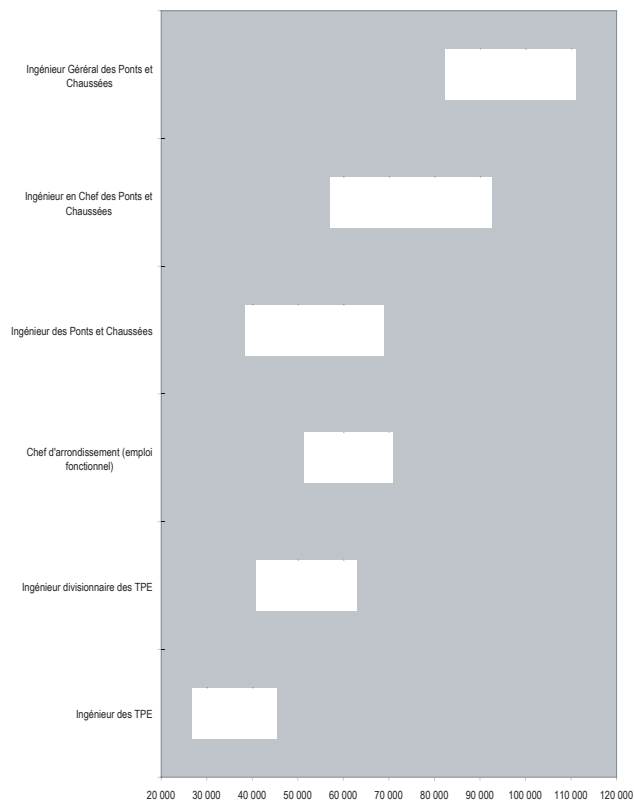 Ingénieur Géréral des Ponts et
Chaussées
Ingénieur en Chef des Ponts et
Chaussées
Ingénieur des Ponts et Chaussées
Chef d'arrondissement (emploi
fonctionnel)
Ingénieur divisionnaire des TPE
Ingénieur des TPE
20 000 30 000 40 000 50 000 60 000 70 000 80 000 90 000 100 000 110 000 120 000